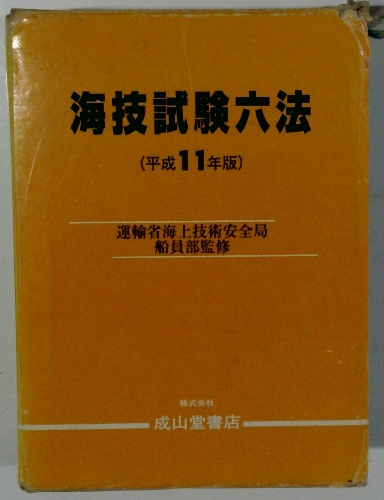 海技試験六法
(平成11年版)
運輸省海上技術安全局
船員部監修
株式会社
成山堂書店